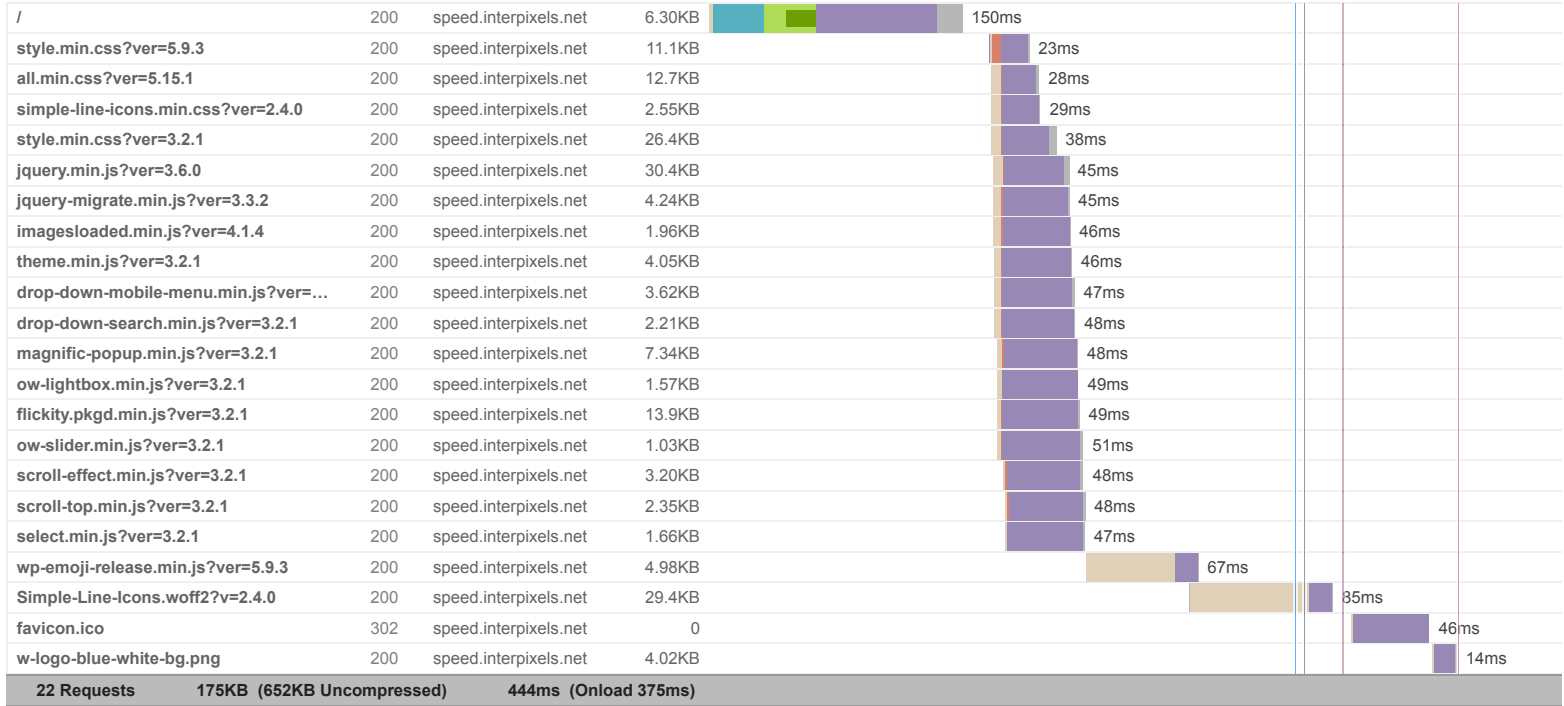 / 200 speed.interpixels.net 6.30KB 150ms
style.min.css?ver=5.9.3 200 speed.interpixels.net 11.1KB 23ms
all.min.css?ver=5.15.1 200 speed.interpixels.net 12.7KB 28ms
simple-line-icons.min.css?ver=2.4.0 200 speed.interpixels.net 2.55KB 29ms
style.min.css?ver=3.2.1 200 speed.interpixels.net 26.4KB 38ms
jquery.min.js?ver=3.6.0 200 speed.interpixels.net 30.4KB 45ms
jquery-migrate.min.js?ver=3.3.2 200 speed.interpixels.net 4.24KB 45ms
imagesloaded.min.js?ver=4.1.4 200 speed.interpixels.net 1.96KB 46ms
theme.min.js?ver=3.2.1 200 speed.interpixels.net 4.05KB 46ms
drop-down-mobile-menu.min.js?ver=… 200 speed.interpixels.net 3.62KB 47ms
drop-down-search.min.js?ver=3.2.1 200 speed.interpixels.net 2.21KB 48ms
magnific-popup.min.js?ver=3.2.1 200 speed.interpixels.net 7.34KB 48ms
ow-lightbox.min.js?ver=3.2.1 200 speed.interpixels.net 1.57KB 49ms
flickity.pkgd.min.js?ver=3.2.1 200 speed.interpixels.net 13.9KB 49ms
ow-slider.min.js?ver=3.2.1 200 speed.interpixels.net 1.03KB 51ms
scroll-effect.min.js?ver=3.2.1 200 speed.interpixels.net 3.20KB 48ms
scroll-top.min.js?ver=3.2.1 200 speed.interpixels.net 2.35KB 48ms
select.min.js?ver=3.2.1 200 speed.interpixels.net 1.66KB 47ms
wp-emoji-release.min.js?ver=5.9.3 200 speed.interpixels.net 4.98KB 67ms
Simple-Line-Icons.woff2?v=2.4.0 200 speed.interpixels.net 29.4KB 85ms
favicon.ico 302 speed.interpixels.net 0 46ms
w-logo-blue-white-bg.png 200 speed.interpixels.net 4.02KB 14ms
22 Requests 175KB (652KB Uncompressed) 444ms (Onload 375ms)